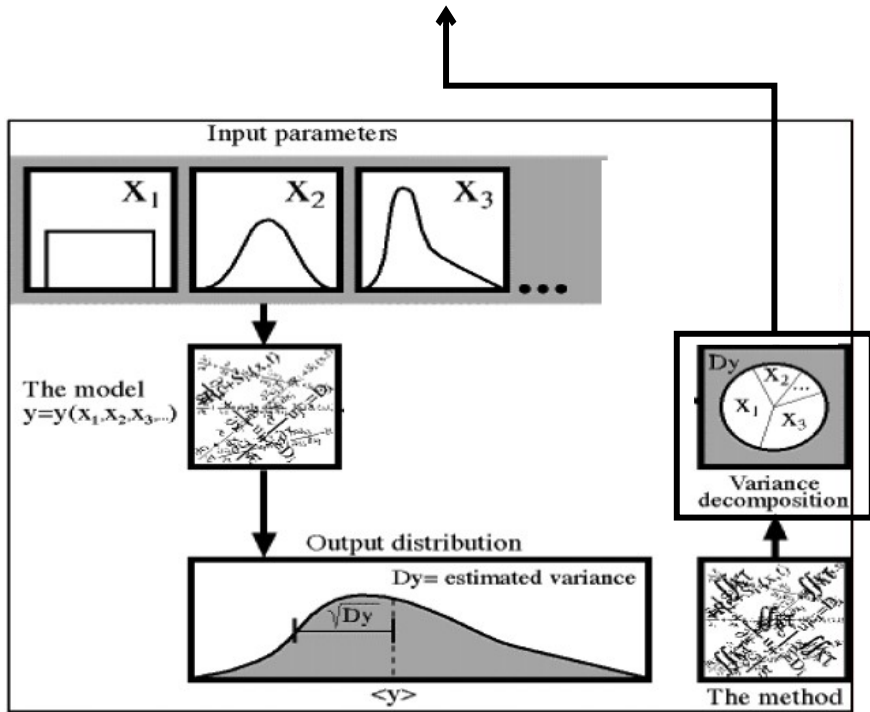 Input parameters
X1
X2
X3
...
The model
y=y(x1,x2,x3,...)
Dy
X2
...
X1
X3
Variance
decomposition
Output distribution
Dy= estimated variance
√Dy
<y>
The method